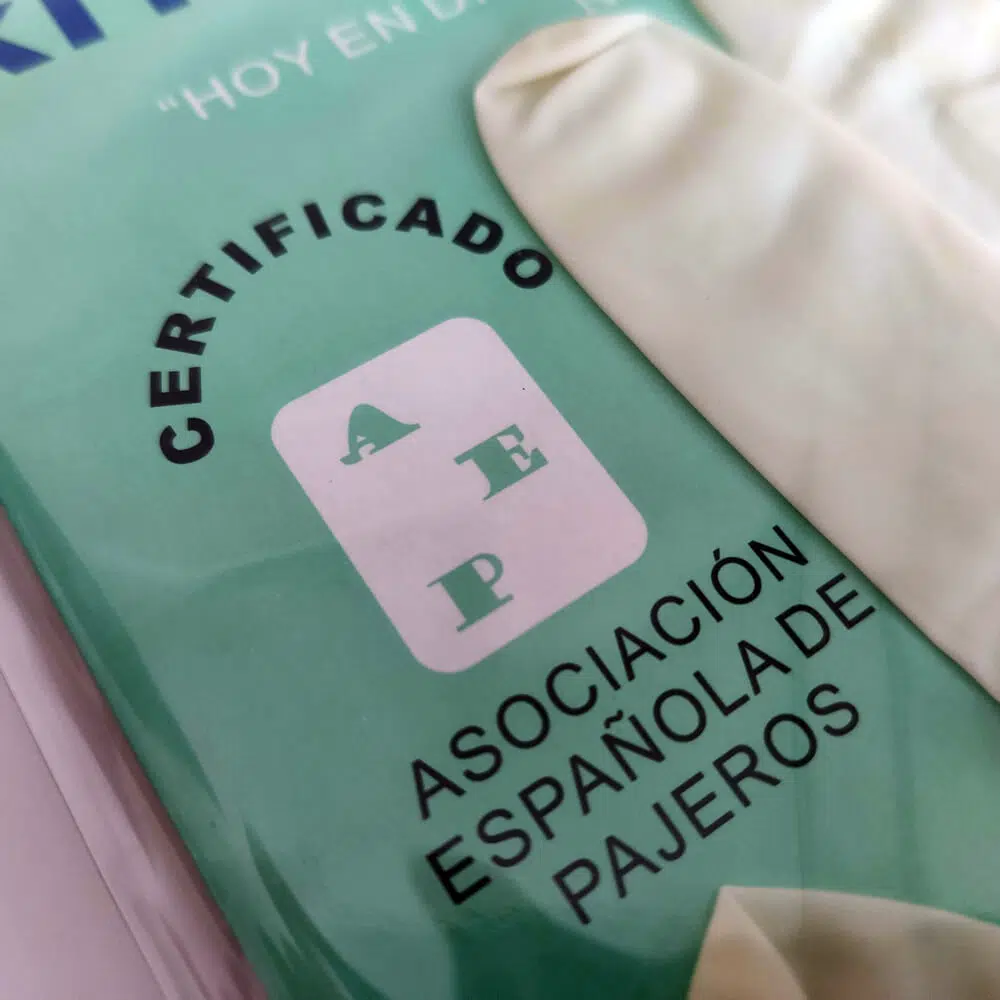 "HOY EN
CERTIFICADO
A
E
P
ASOCIACIÓN
ESPAÑOLA DE
PAJEROS